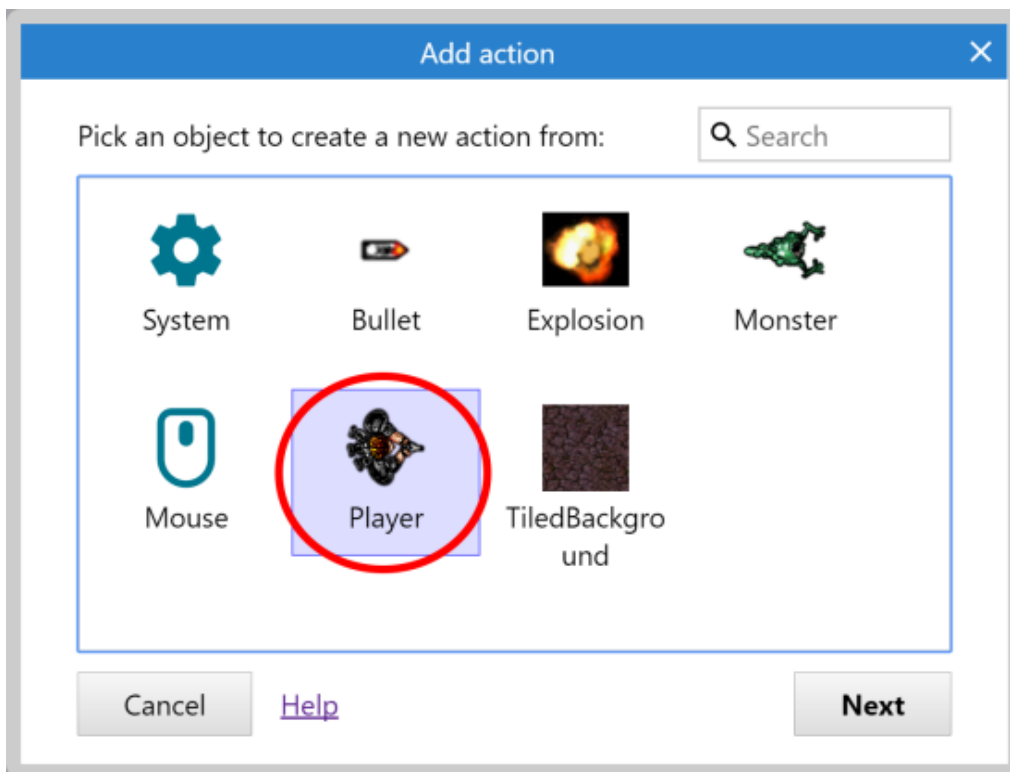 Add action
Pick an object to create a new action from:
Search
System
Bullet
Explosion
Monster
Mouse
Player
TiledBackgro
und
Cancel
Help
Next